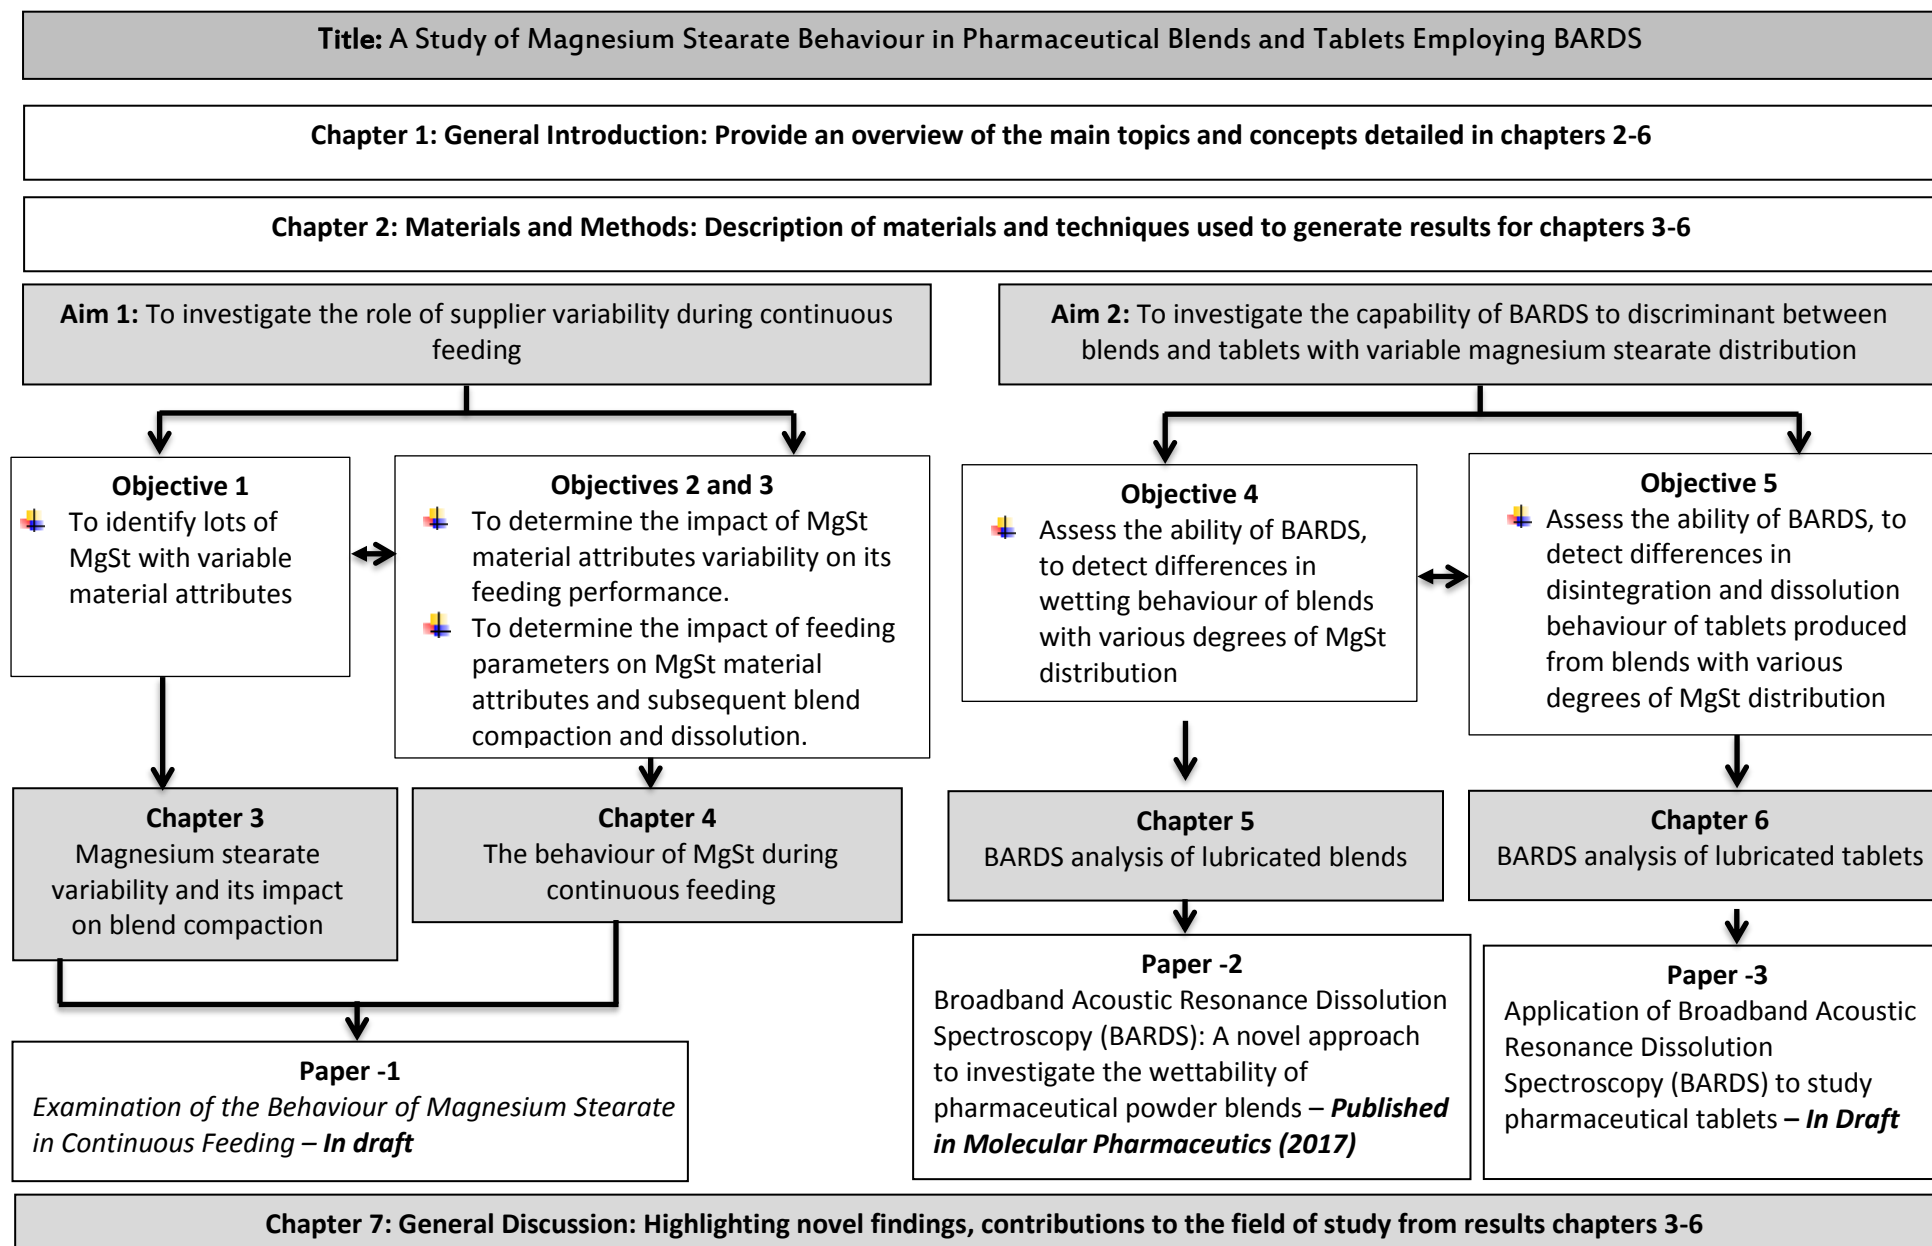 Title: A Study of Magnesium Stearate Behaviour in Pharmaceutical Blends and Tablets Employing BARDS
Chapter 1: General Introduction: Provide an overview of the main topics and concepts detailed in chapters 2-6
Chapter 2: Materials and Methods: Description of materials and techniques used to generate results for chapters 3-6
Aim 1: To investigate the role of supplier variability during continuous
feeding
Aim 2: To investigate the capability of BARDS to discriminant between
blends and tablets with variable magnesium stearate distribution
Objective 1
To identify lots of
MgSt with variable
material attributes
Objectives 2 and 3
To determine the impact of MgSt
material attributes variability on its
feeding performance.
To determine the impact of feeding
parameters on MgSt material
attributes and subsequent blend
compaction and dissolution.
Objective 4
Assess the ability of BARDS,
to detect differences in
wetting behaviour of blends
with various degrees of MgSt
distribution
Objective 5
Assess the ability of BARDS, to
detect differences in
disintegration and dissolution
behaviour of tablets produced
from blends with various
degrees of MgSt distribution
Chapter 3
Magnesium stearate
variability and its impact
on blend compaction
Chapter 4
The behaviour of MgSt during
continuous feeding
Chapter 5
BARDS analysis of lubricated blends
Chapter 6
BARDS analysis of lubricated tablets
Paper -1
Examination of the Behaviour of Magnesium Stearate
in Continuous Feeding – In draft
Paper -2
Broadband Acoustic Resonance Dissolution
Spectroscopy (BARDS): A novel approach
to investigate the wettability of
pharmaceutical powder blends – Published
in Molecular Pharmaceutics (2017)
Paper -3
Application of Broadband Acoustic
Resonance Dissolution
Spectroscopy (BARDS) to study
pharmaceutical tablets – In Draft
Chapter 7: General Discussion: Highlighting novel findings, contributions to the field of study from results chapters 3-6